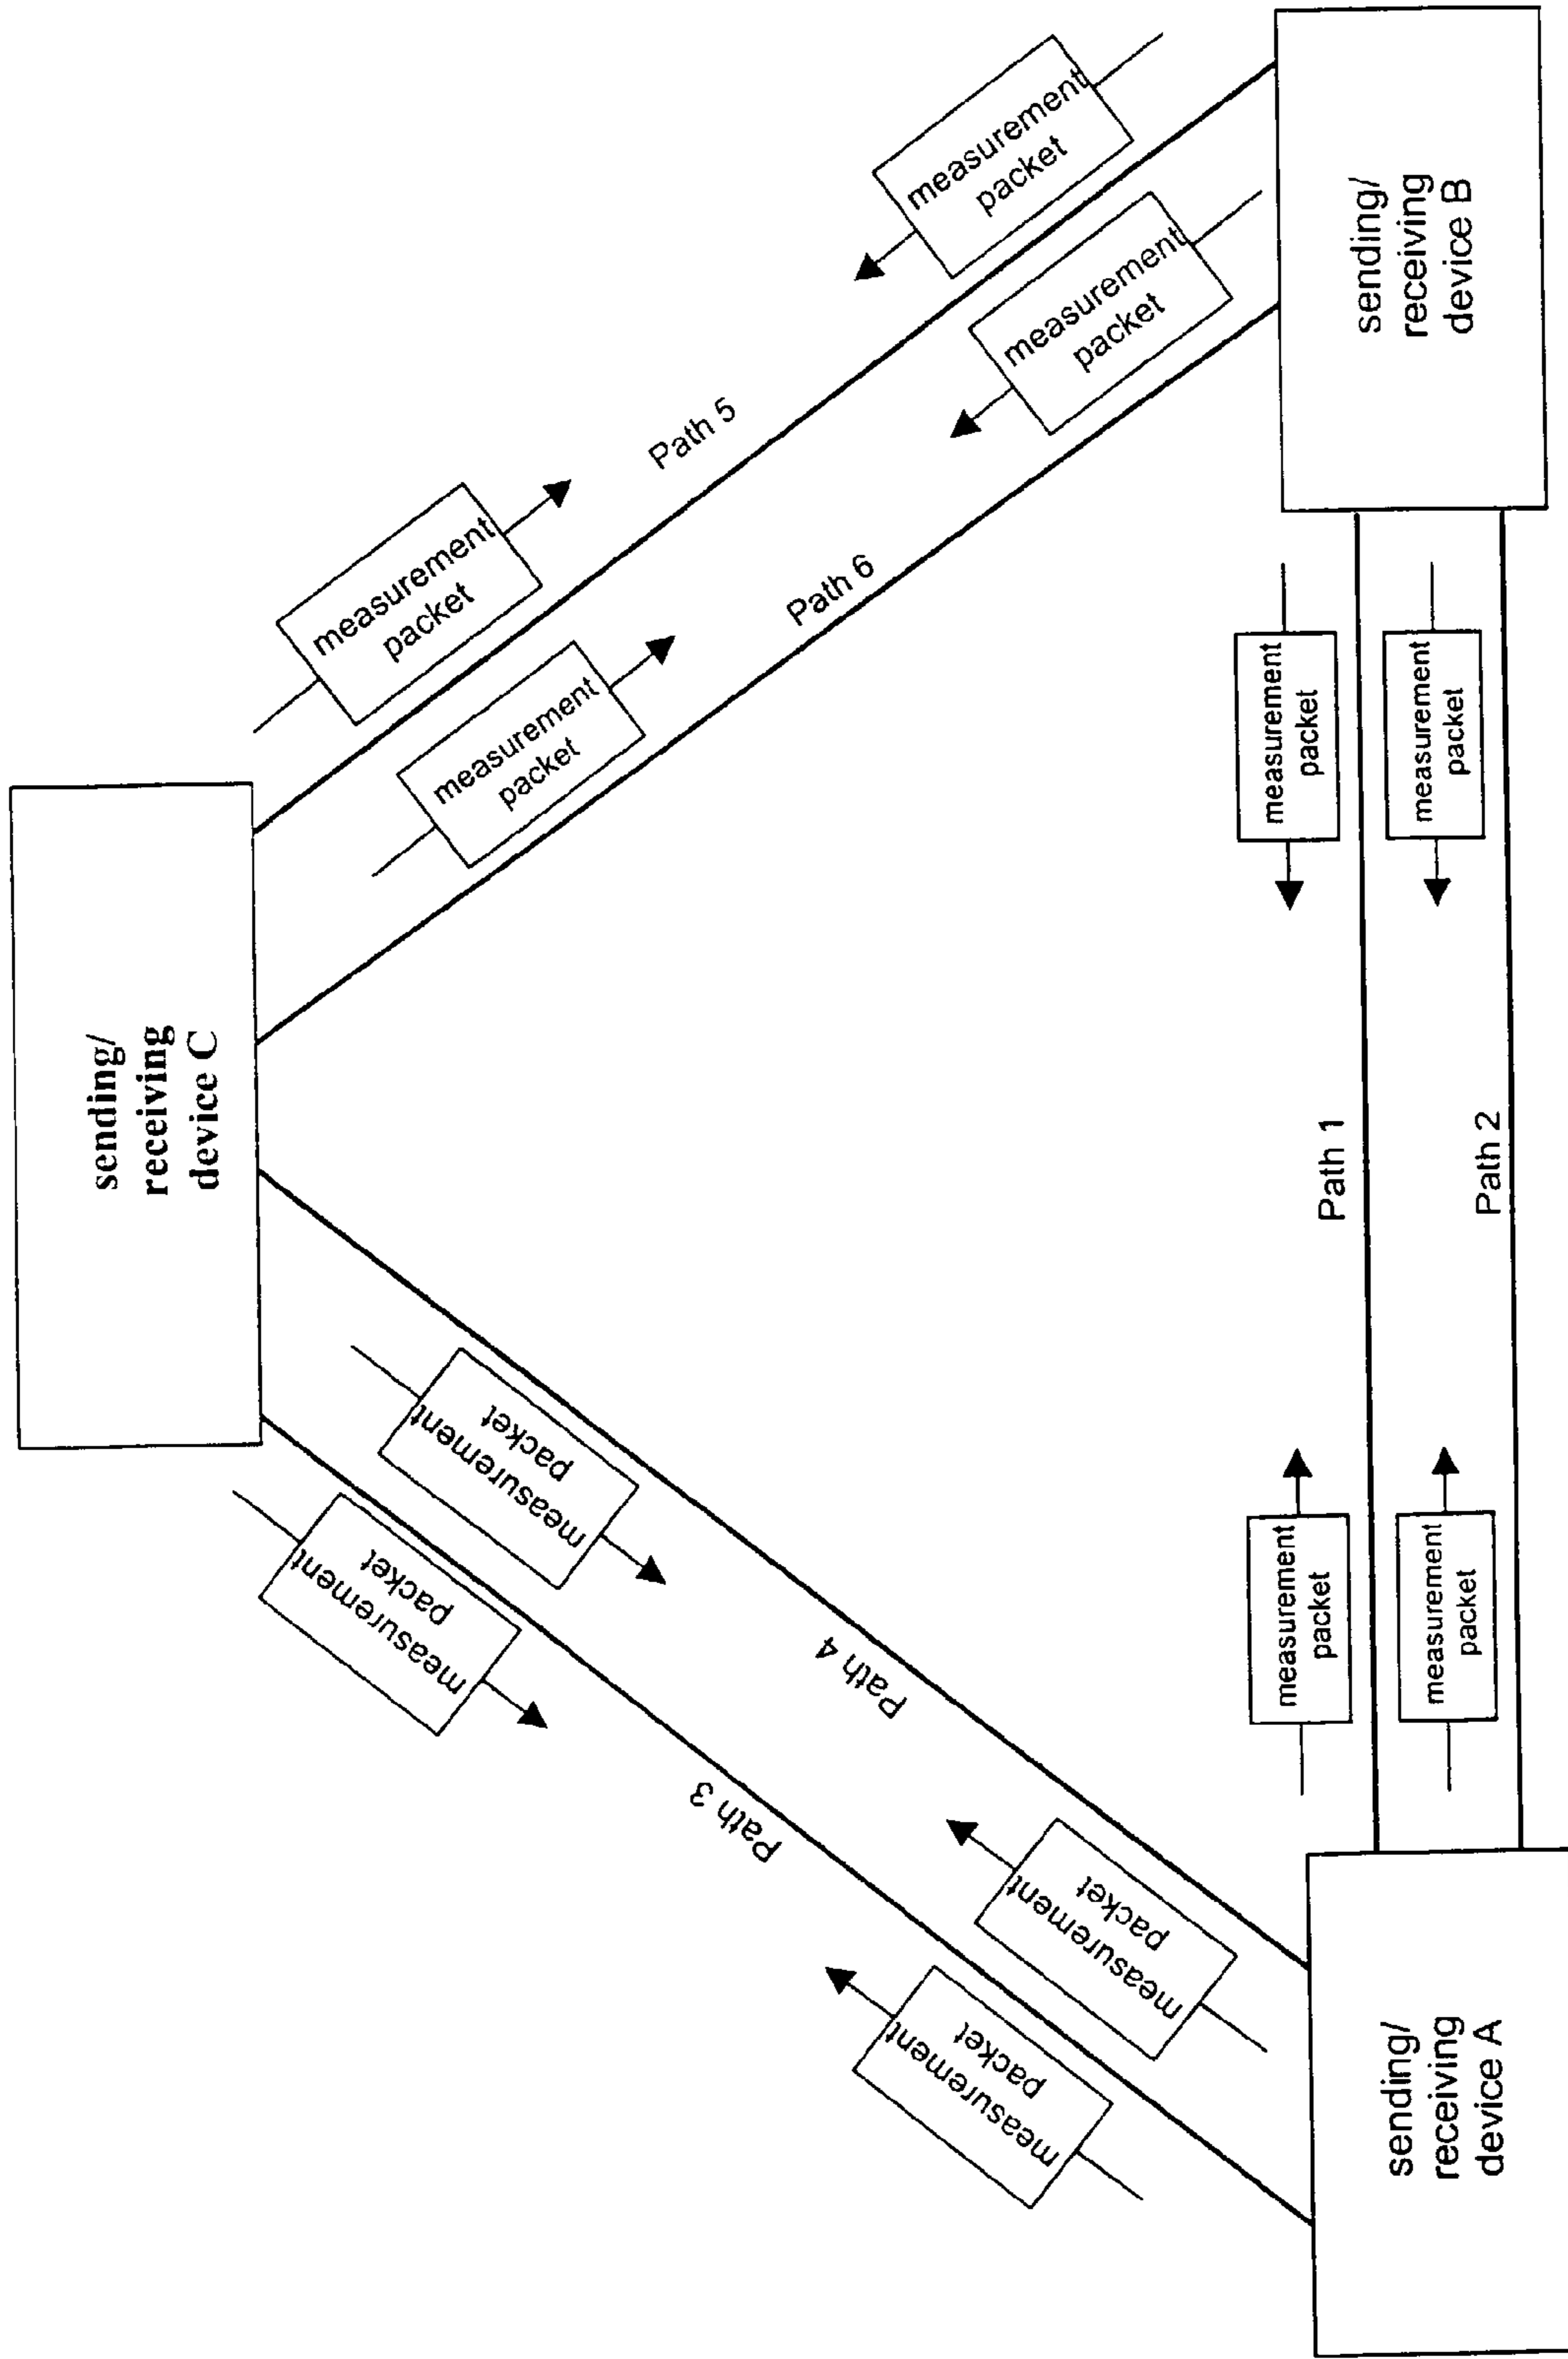 sending/
receiving
device C
measurement
packet
measurement
packet
measurement
packet
measurement
packet
Path 3
Path 4
Path 5
Path 6
measurement
packet
measurement
packet
measurement
packet
measurement
packet
measurement
packet
measurement
packet
Path 1
measurement
packet
measurement
packet
Path 2
sending/
receiving
device A
sending/
receiving
device B